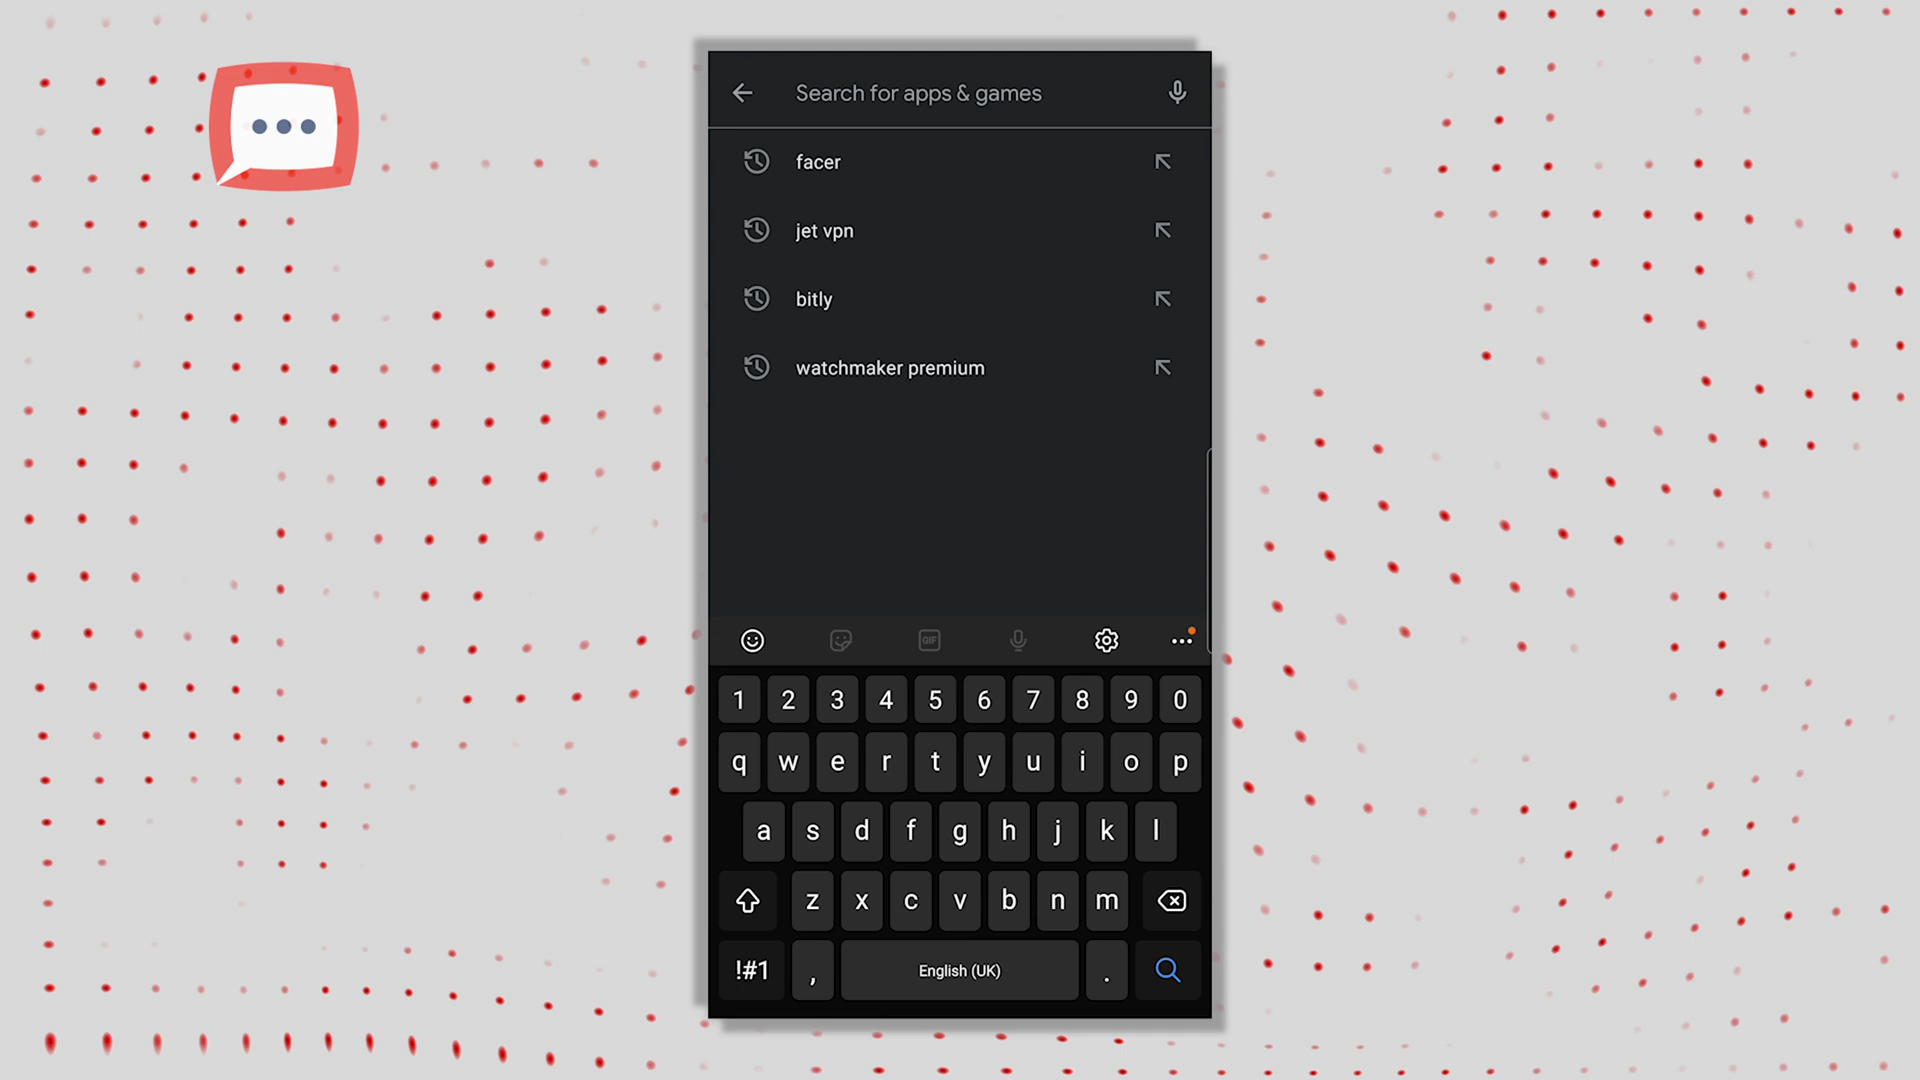 Search for apps & games
facer
jet vpn
bitly
watchmaker premium
GIF
1 2 3 4 5 6 7 8 9 0
q w e r t y u i o p
a s d f g h j k l
z x c v b n m
!#1 , English (UK) .